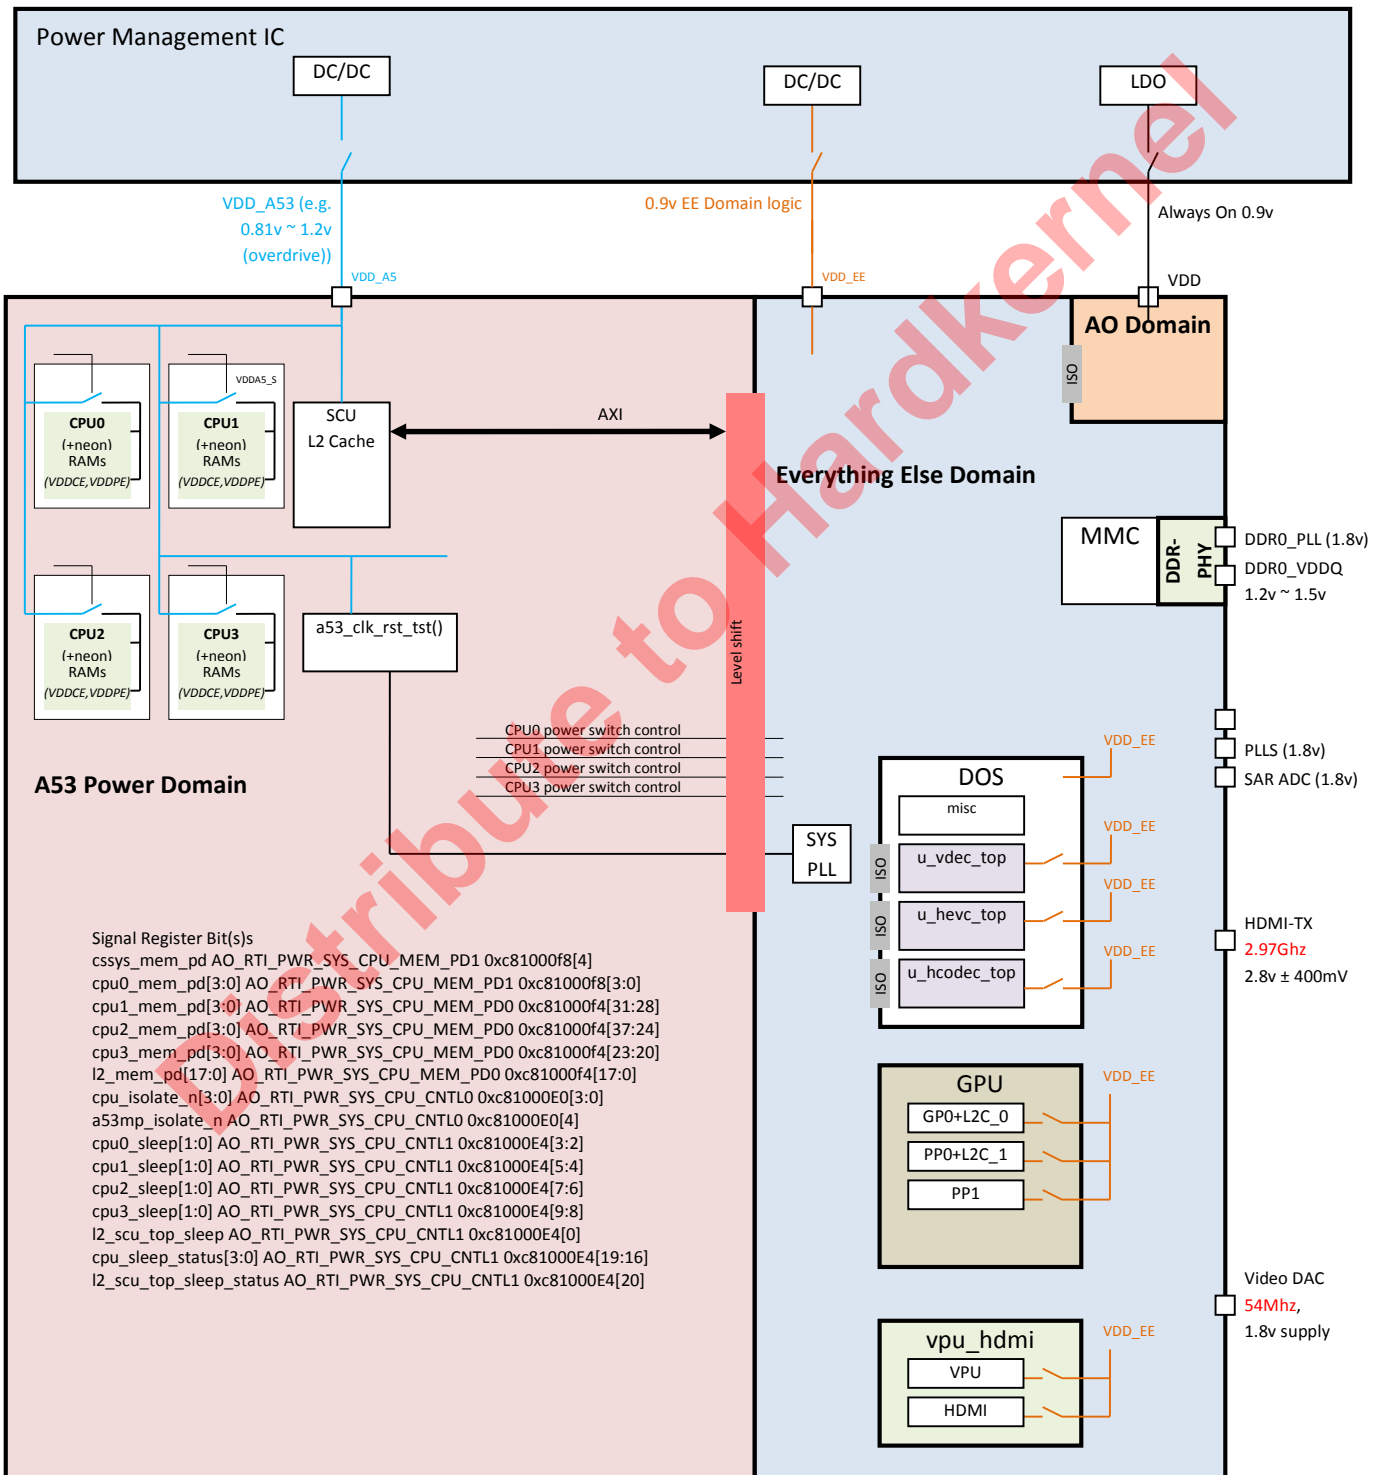 Power Management IC
DC/DC
DC/DC
LDO
VDD_A53 (e.g.
0.81v ~ 1.2v
(overdrive))
0.9v EE Domain logic
Always On 0.9v
VDD_A5
VDD_EE
VDD
AO Domain
ISO
VDDA5_S
CPU0
(+neon)
RAMs
(VDDCE,VDDPE)
CPU1
(+neon)
RAMs
(VDDCE,VDDPE)
SCU
L2 Cache
AXI
Everything Else Domain
MMC
DDR-
PHY
DDR0_PLL (1.8v)
DDR0_VDDQ
1.2v ~ 1.5v
CPU2
(+neon)
RAMs
(VDDCE,VDDPE)
CPU3
(+neon)
RAMs
(VDDCE,VDDPE)
a53_clk_rst_tst()
Level shift
CPU0 power switch control
CPU1 power switch control
CPU2 power switch control
CPU3 power switch control
A53 Power Domain
PLLS (1.8v)
SAR ADC (1.8v)
SYS
PLL
DOS
VDD_EE
misc
ISO
u_vdec_top
VDD_EE
ISO
u_hevc_top
VDD_EE
ISO
u_hcodec_top
VDD_EE
HDMI-TX
2.97Ghz
2.8v ± 400mV
Signal Register Bit(s)s
cssys_mem_pd AO_RTI_PWR_SYS_CPU_MEM_PD1 0xc81000f8[4]
cpu0_mem_pd[3:0] AO_RTI_PWR_SYS_CPU_MEM_PD1 0xc81000f8[3:0]
cpu1_mem_pd[3:0] AO_RTI_PWR_SYS_CPU_MEM_PD0 0xc81000f4[31:28]
cpu2_mem_pd[3:0] AO_RTI_PWR_SYS_CPU_MEM_PD0 0xc81000f4[37:24]
cpu3_mem_pd[3:0] AO_RTI_PWR_SYS_CPU_MEM_PD0 0xc81000f4[23:20]
l2_mem_pd[17:0] AO_RTI_PWR_SYS_CPU_MEM_PD0 0xc81000f4[17:0]
cpu_isolate_n[3:0] AO_RTI_PWR_SYS_CPU_CNTL0 0xc81000E0[3:0]
a53mp_isolate_n AO_RTI_PWR_SYS_CPU_CNTL0 0xc81000E0[4]
cpu0_sleep[1:0] AO_RTI_PWR_SYS_CPU_CNTL1 0xc81000E4[3:2]
cpu1_sleep[1:0] AO_RTI_PWR_SYS_CPU_CNTL1 0xc81000E4[5:4]
cpu2_sleep[1:0] AO_RTI_PWR_SYS_CPU_CNTL1 0xc81000E4[7:6]
cpu3_sleep[1:0] AO_RTI_PWR_SYS_CPU_CNTL1 0xc81000E4[9:8]
l2_scu_top_sleep AO_RTI_PWR_SYS_CPU_CNTL1 0xc81000E4[0]
cpu_sleep_status[3:0] AO_RTI_PWR_SYS_CPU_CNTL1 0xc81000E4[19:16]
l2_scu_top_sleep_status AO_RTI_PWR_SYS_CPU_CNTL1 0xc81000E4[20]
GPU
VDD_EE
GP0+L2C_0
PP0+L2C_1
PP1
Video DAC
54Mhz,
1.8v supply
vpu_hdmi
VDD_EE
VPU
HDMI
Distribute to Hardkernel